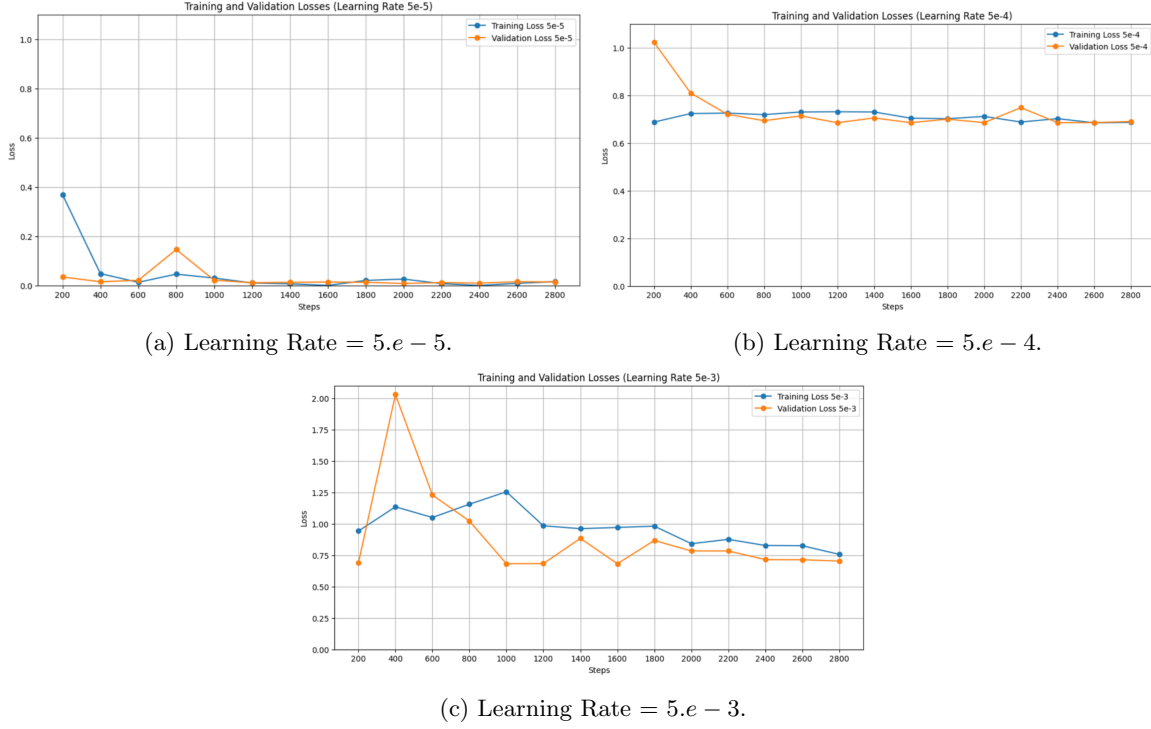 Training and Validation Losses (Learning Rate 5e-5)
Training Loss 5e-5
Validation Loss 5e-5
1.0
0.8
0.6
0.4
0.2
0.0
Loss
200 400 600 800 1000 1200 1400 1600 1800 2000 2200 2400 2600 2800
Steps
(a) Learning Rate = 5.e − 5.
Training and Validation Losses (Learning Rate 5e-4)
Training Loss 5e-4
Validation Loss 5e-4
1.0
0.8
0.6
0.4
0.2
0.0
Loss
200 400 600 800 1000 1200 1400 1600 1800 2000 2200 2400 2600 2800
Steps
(b) Learning Rate = 5.e − 4.
Training and Validation Losses (Learning Rate 5e-3)
Training Loss 5e-3
Validation Loss 5e-3
2.00
1.75
1.50
1.25
1.00
0.75
0.50
0.25
0.00
Loss
200 400 600 800 1000 1200 1400 1600 1800 2000 2200 2400 2600 2800
Steps
(c) Learning Rate = 5.e − 3.